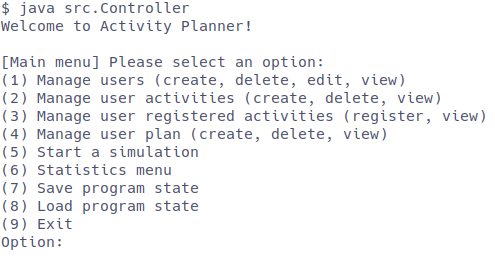 $ java src.Controller
Welcome to Activity Planner!

[Main menu] Please select an option:
(1) Manage users (create, delete, edit, view)
(2) Manage user activities (create, delete, view)
(3) Manage user registered activities (register, view)
(4) Manage user plan (create, delete, view)
(5) Start a simulation
(6) Statistics menu
(7) Save program state
(8) Load program state
(9) Exit
Option: